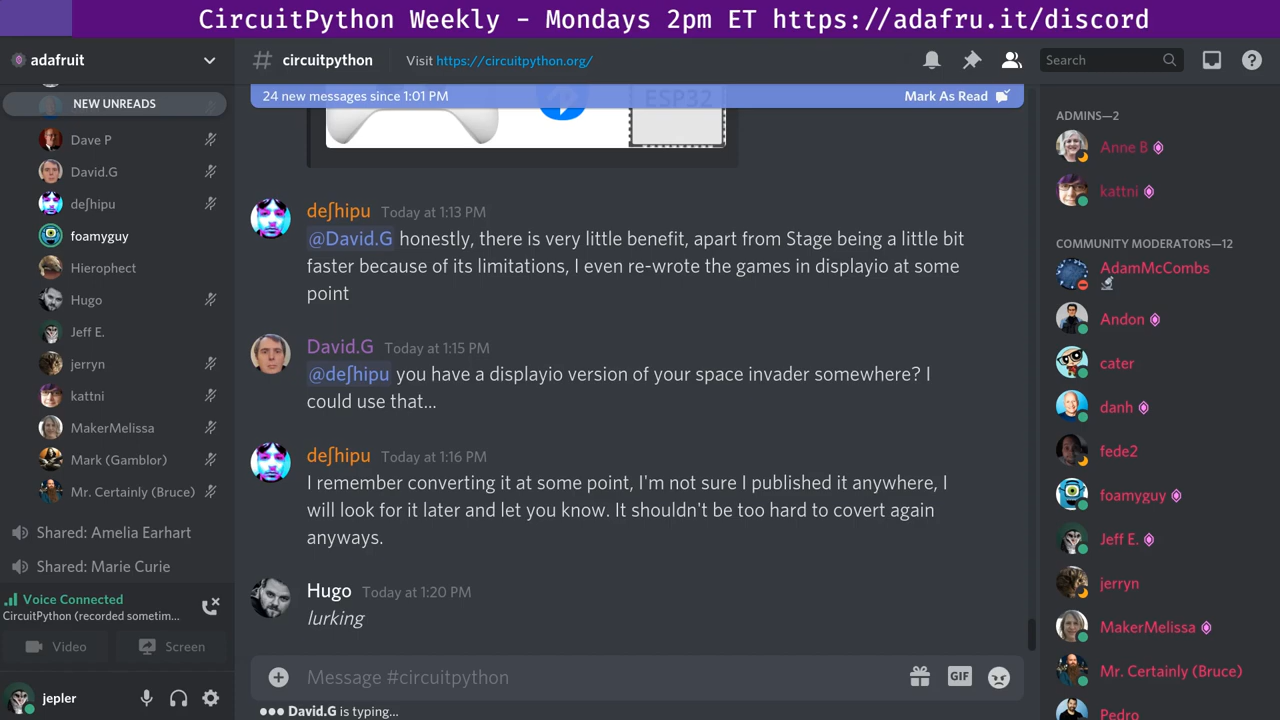 CircuitPython Weekly - Mondays 2pm ET https://adafru.it/discord
adafruit
NEW UNREADS
Dave P
David.G
deʃhipu
foamyguy
Hierophect
Hugo
Jeff E.
jerryn
kattni
MakerMelissa
Mark (Gamblor)
Mr. Certainly (Bruce)
Shared: Amelia Earhart
Shared: Marie Curie
Voice Connected
CircuitPython (recorded sometim...
Video
Screen
jepler
# circuitpython
Visit https://circuitpython.org/
Search
24 new messages since 1:01 PM
Mark As Read
ESP32
deʃhipu Today at 1:13 PM
@David.G honestly, there is very little benefit, apart from Stage being a little bit
faster because of its limitations, I even re-wrote the games in displayio at some
point
David.G Today at 1:15 PM
@deʃhipu you have a displayio version of your space invader somewhere? I
could use that...
deʃhipu Today at 1:16 PM
I remember converting it at some point, I'm not sure I published it anywhere, I
will look for it later and let you know. It shouldn't be too hard to covert again
anyways.
Hugo Today at 1:20 PM
lurking
Message #circuitpython
GIF
David.G is typing...
ADMINS—2
Anne B
kattni
COMMUNITY MODERATORS—12
AdamMcCombs
Andon
cater
danh
fede2
foamyguy
Jeff E.
jerryn
MakerMelissa
Mr. Certainly (Bruce)
Pedro